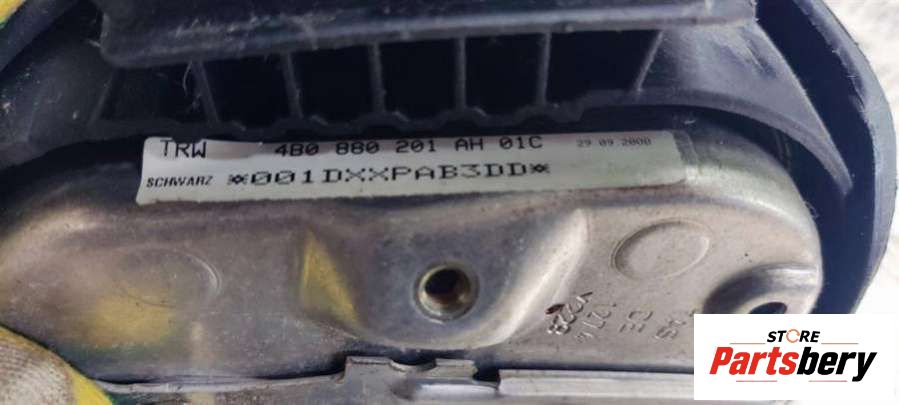 TRW 4B0 880 201 AH 01C 29.09.2000
SCHWARZ *001DXXPAB3DD*
STORE
Partsbery